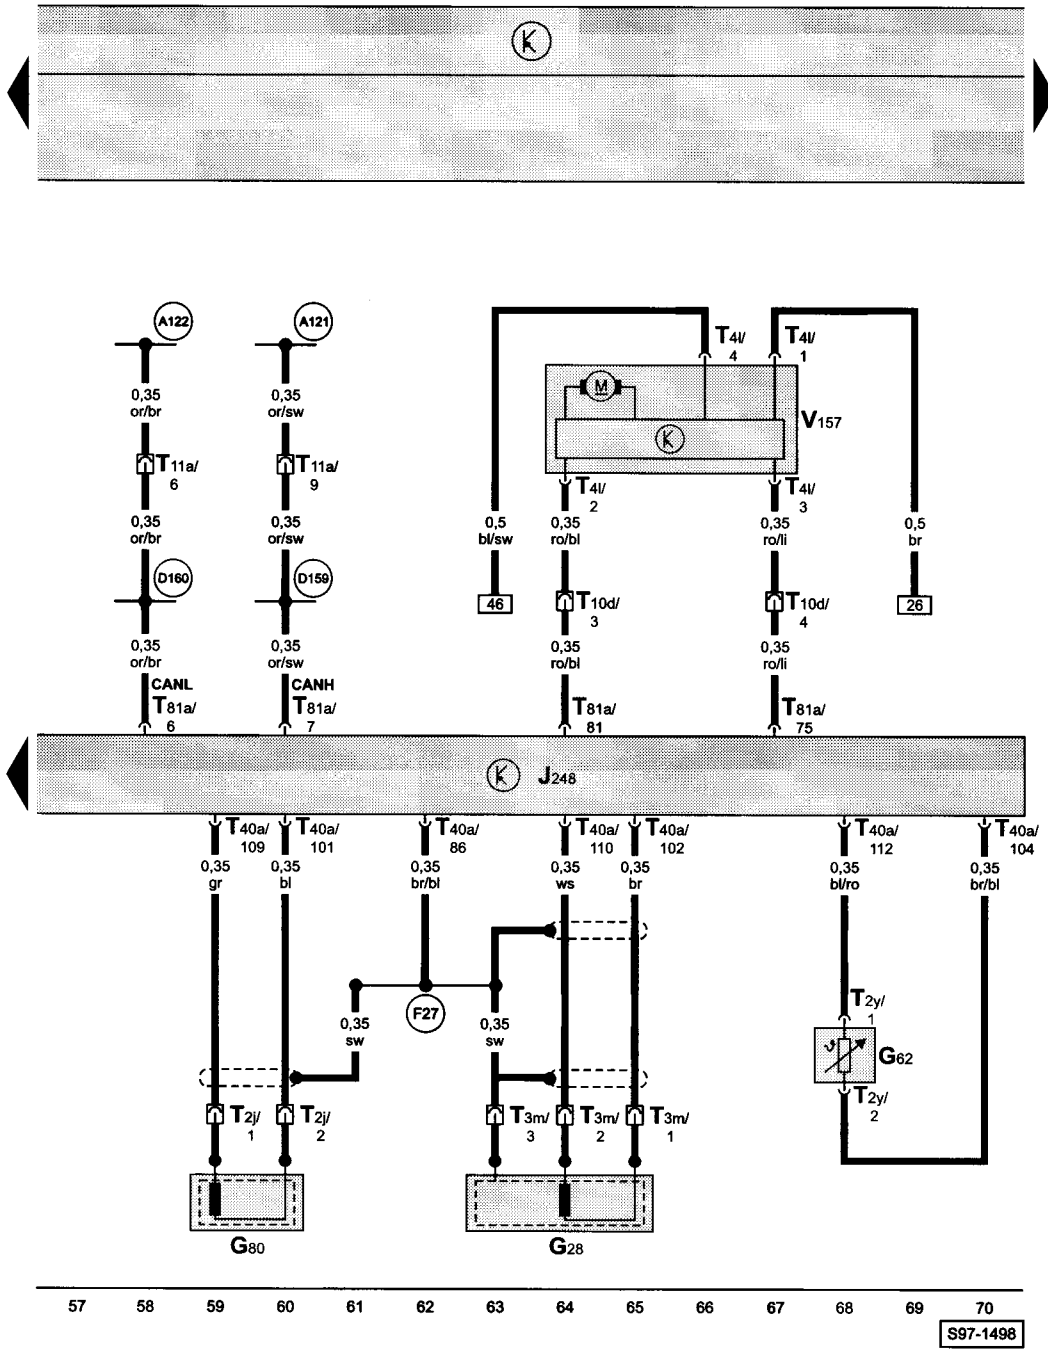 A122 A121
T4l/ 4 T4l/ 1
M
0,35 or/br 0,35 or/sw
V157
T11a/ 6 T11a/ 9
T4l/ 2 T4l/ 3
0,35 or/br 0,35 or/sw 0,5 bl/sw 0,35 ro/bl 0,35 ro/li 0,5 br
D160 D159
46 T10d/ 3 T10d/ 4 26
0,35 or/br 0,35 or/sw 0,35 ro/bl 0,35 ro/li
CANL CANH
T81a/ 6 T81a/ 7 T81a/ 81 T81a/ 75
J248
T40a/ 109 T40a/ 101 T40a/ 86 T40a/ 110 T40a/ 102 T40a/ 112 T40a/ 104
0,35 gr 0,35 bl 0,35 br/bl 0,35 ws 0,35 br 0,35 bl/ro 0,35 br/bl
F27
T2y/ 1
0,35 sw 0,35 sw
ϑ G62
T2y/ 2
T2j/ 1 T2j/ 2 T3m/ 3 T3m/ 2 T3m/ 1
G80 G28
57 58 59 60 61 62 63 64 65 66 67 68 69 70
S97-1498